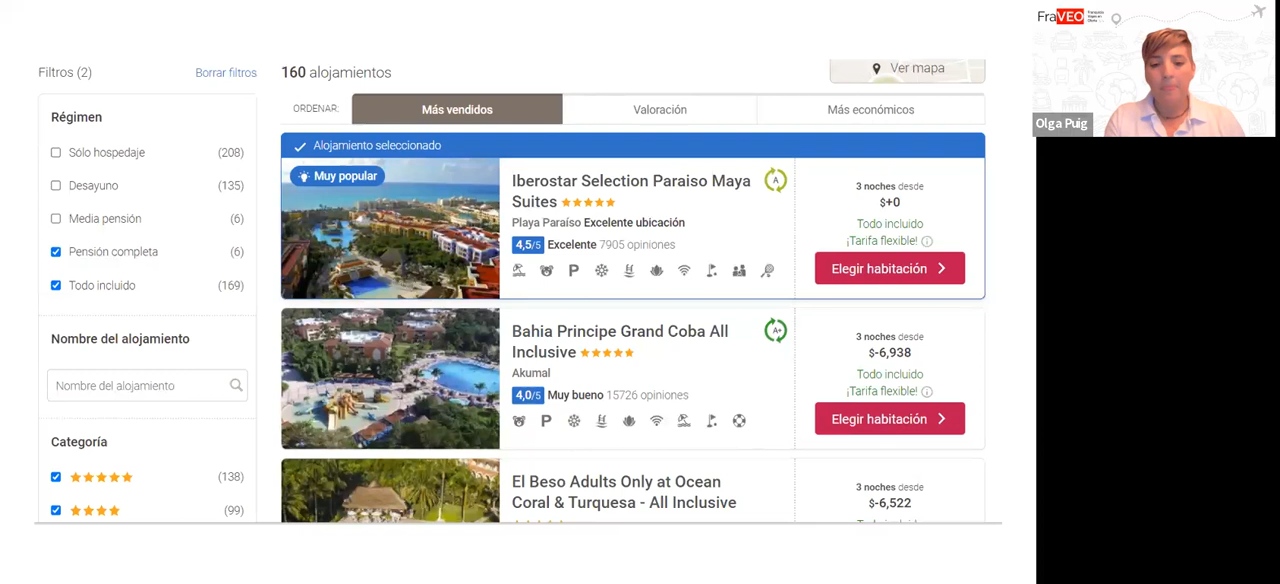 Filtros (2)
Borrar filtros
Régimen
Sólo hospedaje (208)
Desayuno (135)
Media pensión (6)
Pensión completa (6)
Todo incluido (169)
Nombre del alojamiento
Nombre del alojamiento
Categoría
(138)
(99)
160 alojamientos
Ver mapa
ORDENAR:
Más vendidos
Valoración
Más económicos
Alojamiento seleccionado
Muy popular
Iberostar Selection Paraiso Maya
Suites
A
Playa Paraíso Excelente ubicación
4,5/5 Excelente 7905 opiniones
P
3 noches desde
$+0
Todo incluido
¡Tarifa flexible!
Elegir habitación
Bahia Principe Grand Coba All
Inclusive
A+
Akumal
4,0/5 Muy bueno 15726 opiniones
P
3 noches desde
$-6,938
Todo incluido
¡Tarifa flexible!
Elegir habitación
El Beso Adults Only at Ocean
Coral & Turquesa - All Inclusive
3 noches desde
$-6,522
FraVEO
Olga Puig